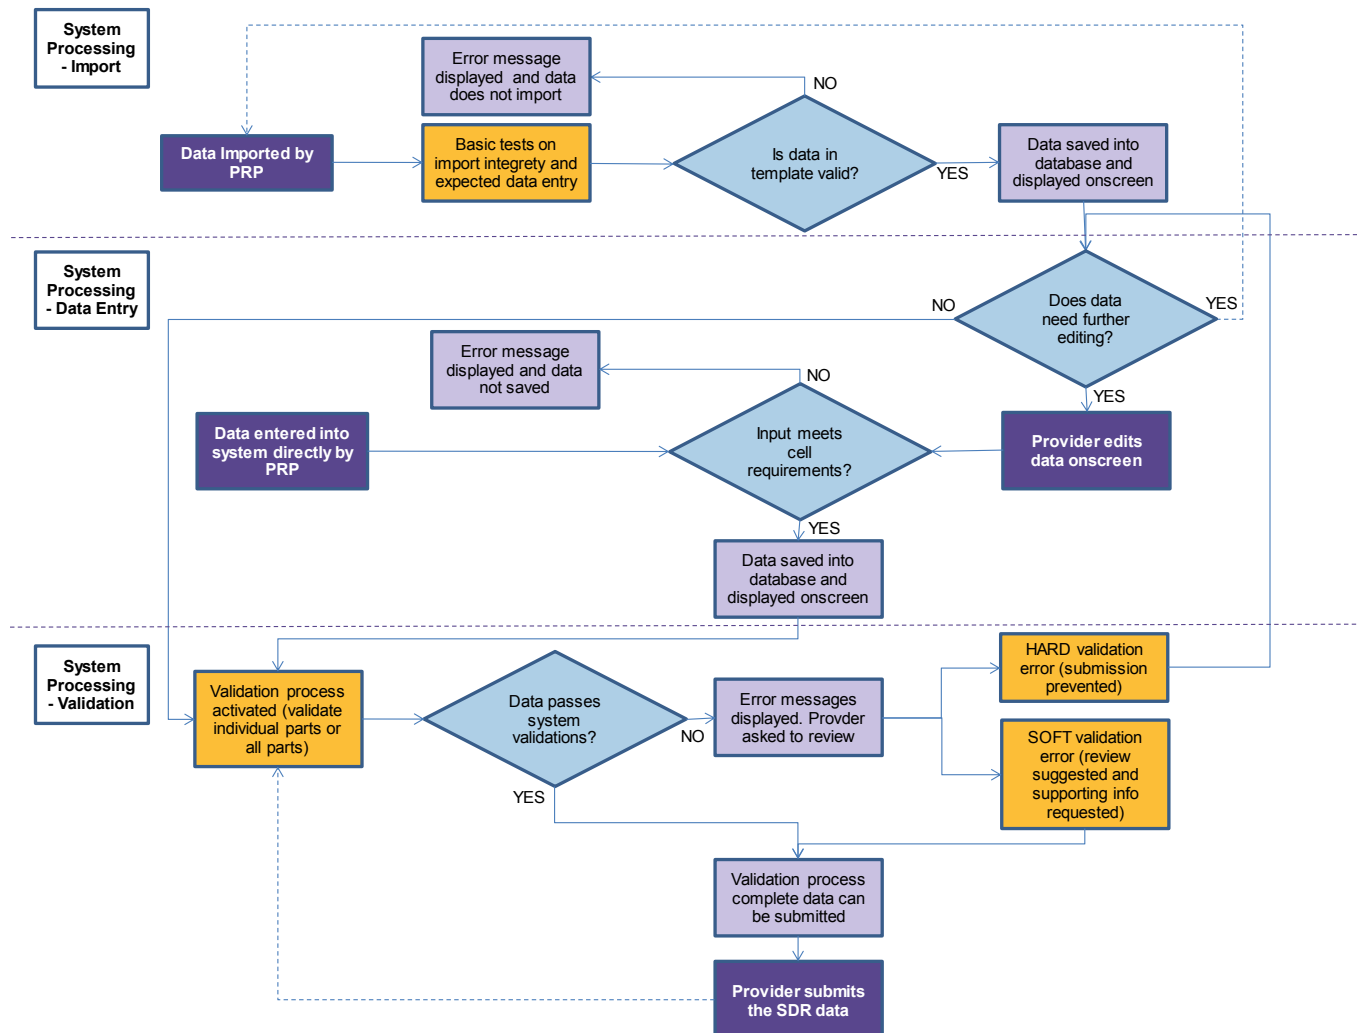 System
Processing
- Import
Error message
displayed and data
does not import
NO
Data Imported by
PRP
Basic tests on
import integrety and
expected data entry
Is data in
template valid?
YES
Data saved into
database and
displayed onscreen
System
Processing
- Data Entry
NO
Does data
need further
editing?
YES
YES
Error message
displayed and data
not saved
NO
Data entered into
system directly by
PRP
Input meets
cell
requirements?
Provider edits
data onscreen
YES
Data saved into
database and
displayed onscreen
System
Processing
- Validation
Validation process
activated (validate
individual parts or
all parts)
Data passes
system
validations?
NO
Error messages
displayed. Provder
asked to review
HARD validation
error (submission
prevented)
SOFT validation
error (review
suggested and
supporting info
requested)
YES
Validation process
complete data can
be submitted
Provider submits
the SDR data